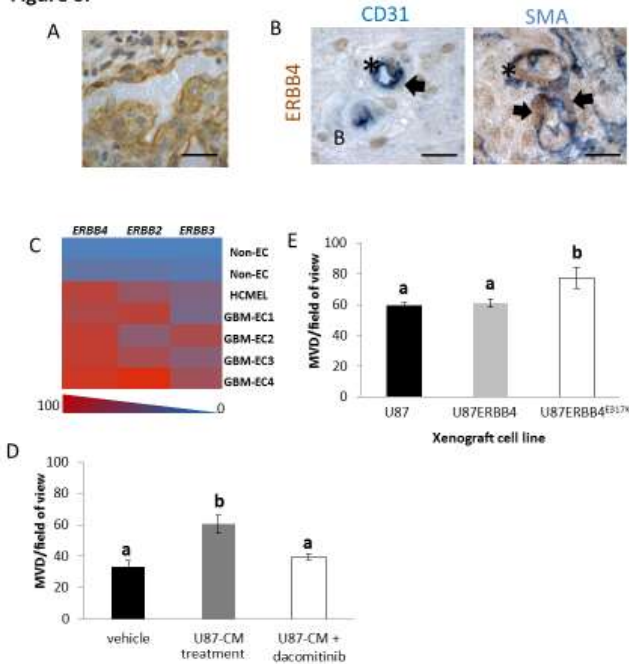 A
B
CD31
SMA
ERBB4
*
B
*
C
ERBB4 ERBB2 ERBB3
Non-EC
Non-EC
HCMEL
GBM-EC1
GBM-EC2
GBM-EC3
GBM-EC4
100
0
E
MVD/field of view
100
80
60
40
20
0
a
a
b
U87
U87ERBB4
U87ERBB4E317K
Xenograft cell line
D
MVD/field of view
100
80
60
40
20
0
a
b
a
vehicle
U87-CM
treatment
U87-CM +
dacomitinib